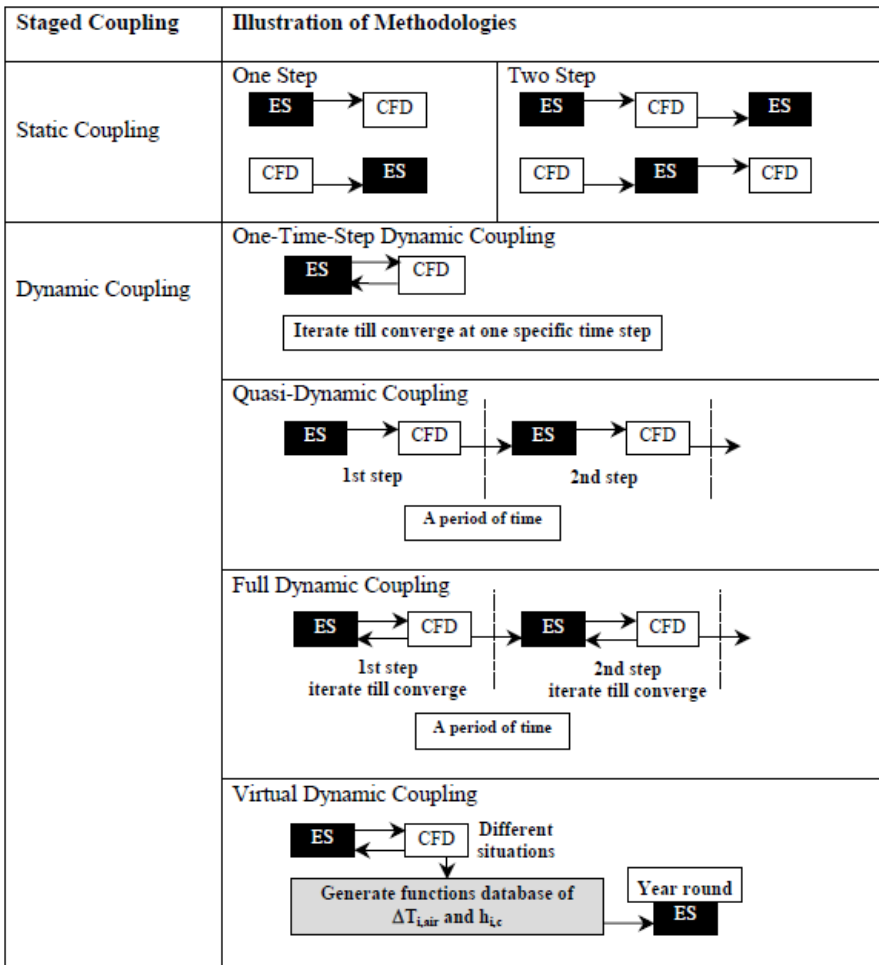 Staged Coupling
Illustration of Methodologies
Static Coupling
One Step
ES CFD
CFD ES
Two Step
ES CFD ES
CFD ES CFD
Dynamic Coupling
One-Time-Step Dynamic Coupling
ES CFD
Iterate till converge at one specific time step
Quasi-Dynamic Coupling
ES CFD ES CFD
1st step 2nd step
A period of time
Full Dynamic Coupling
ES CFD ES CFD
1st step 2nd step
iterate till converge iterate till converge
A period of time
Virtual Dynamic Coupling
ES CFD
Different
situations
Generate functions database of
ΔTi,air and hi,c
Year round
ES